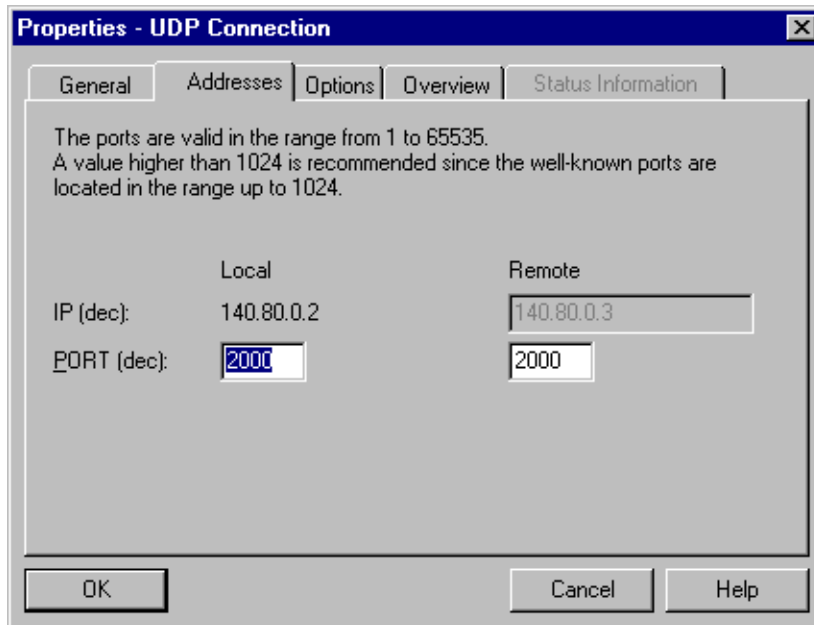 Properties - UDP Connection
General Addresses Options Overview Status Information
The ports are valid in the range from 1 to 65535.
A value higher than 1024 is recommended since the well-known ports are
located in the range up to 1024.
Local Remote
IP (dec): 140.80.0.2 140.80.0.3
PORT (dec): 2000 2000
OK Cancel Help